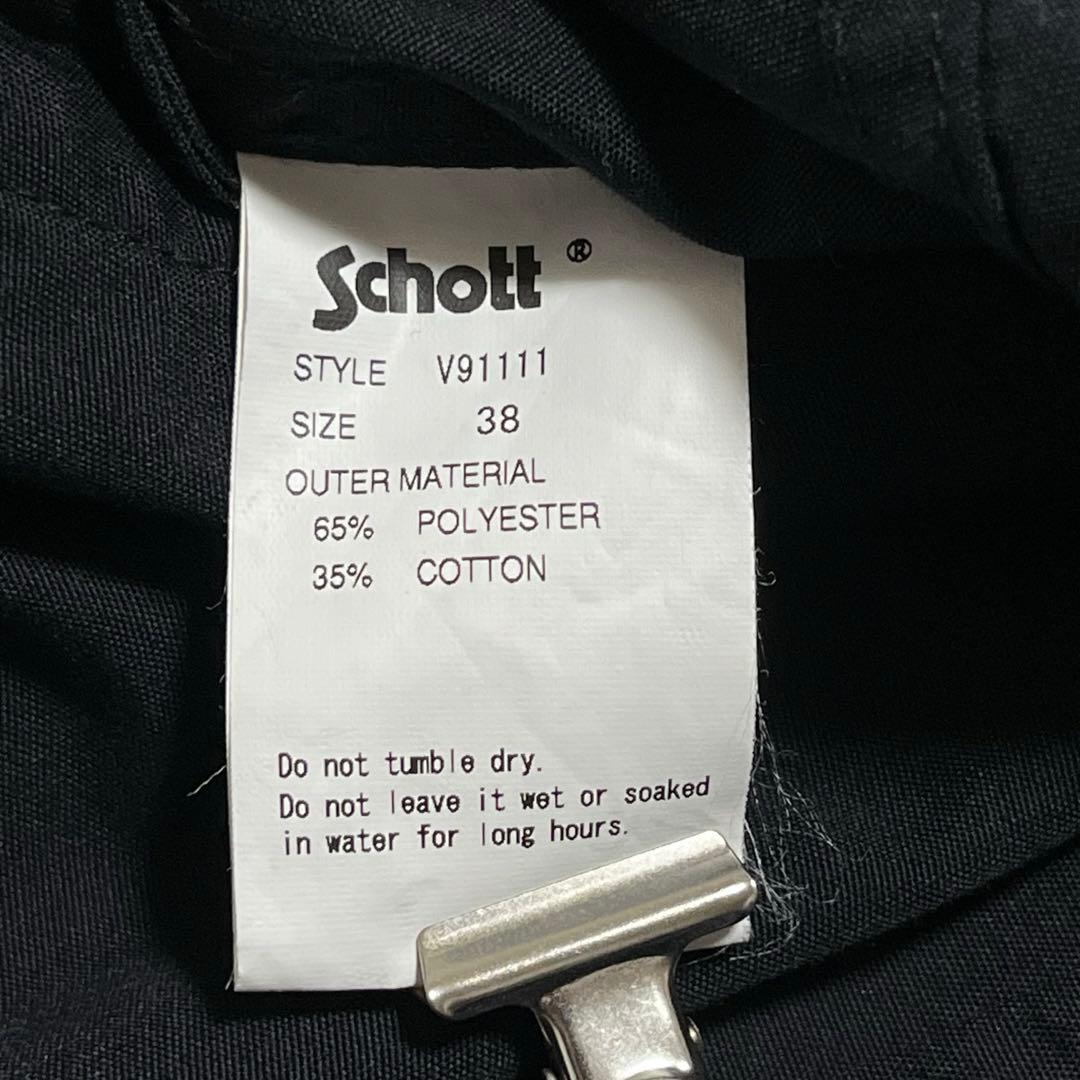 Schott ®
STYLE V91111
SIZE 38
OUTER MATERIAL
65% POLYESTER
35% COTTON
Do not tumble dry.
Do not leave it wet or soaked
in water for long hours.